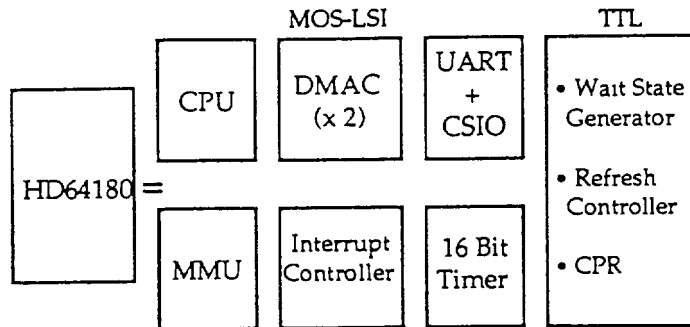 MOS-LSI
TTL
HD64180 =
CPU
DMAC
(x 2)
UART
+
CSIO
MMU
Interrupt
Controller
16 Bit
Timer
• Wait State
Generator
• Refresh
Controller
• CPR